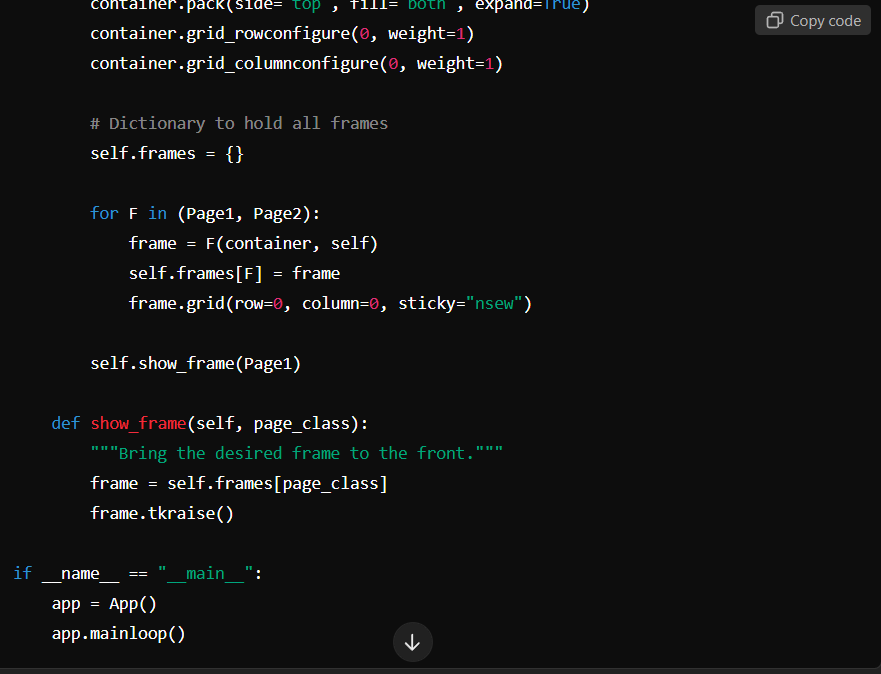 container.pack(side="top", fill="both", expand=True)
Copy code
container.grid_rowconfigure(0, weight=1)
container.grid_columnconfigure(0, weight=1)
# Dictionary to hold all frames
self.frames = {}
for F in (Page1, Page2):
frame = F(container, self)
self.frames[F] = frame
frame.grid(row=0, column=0, sticky="nsew")
self.show_frame(Page1)
def show_frame(self, page_class):
"""Bring the desired frame to the front."""
frame = self.frames[page_class]
frame.tkraise()
if __name__ == "__main__":
app = App()
app.mainloop()